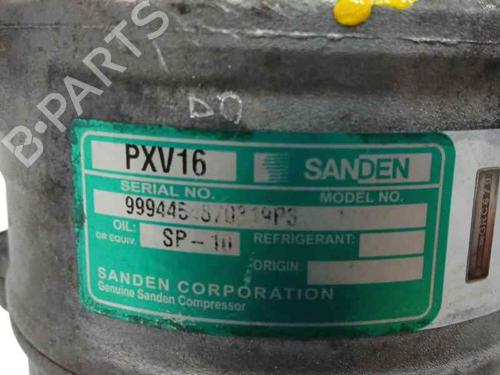 B-PARTS
PXV16
SANDEN
SERIAL NO.
MODEL NO.
OIL:
OR EQUIV.
SP-10
REFRIGERANT:
ORIGIN:
SANDEN CORPORATION
Genuine Sanden Compressor